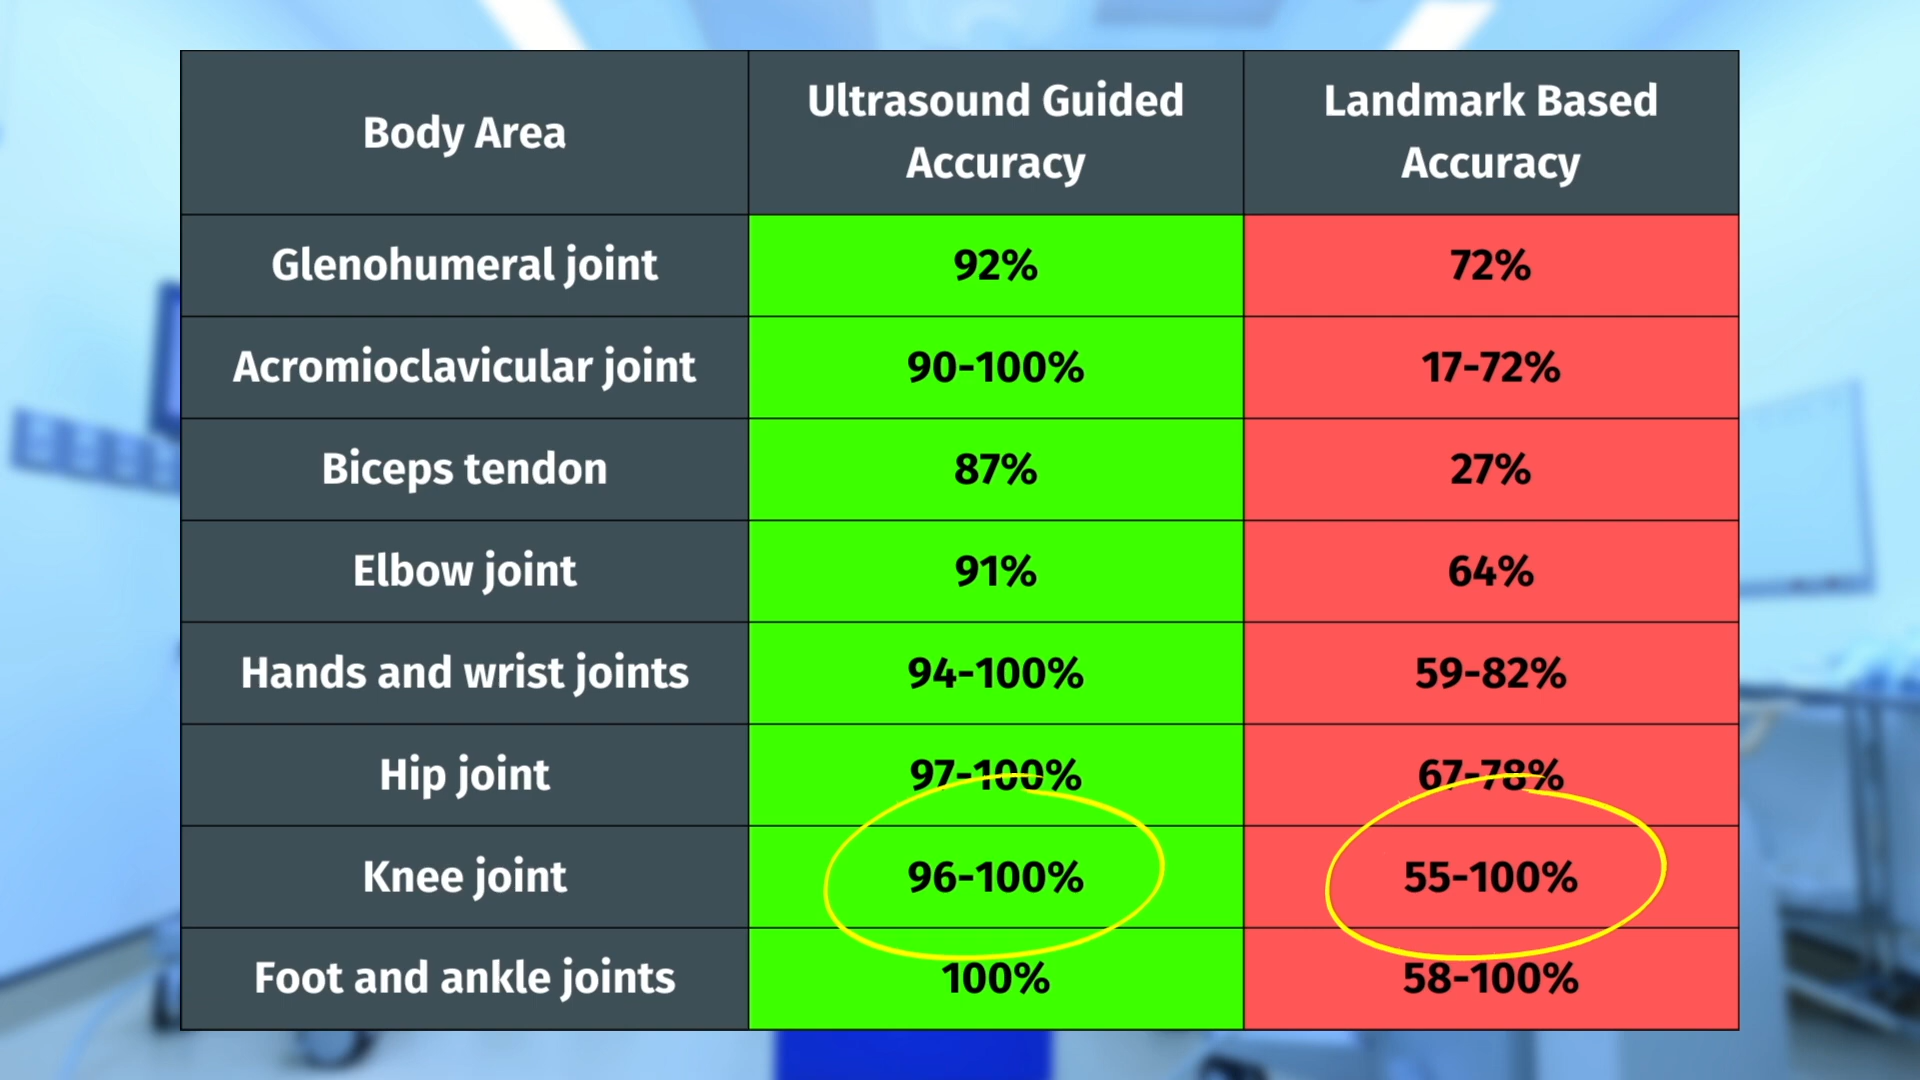 Body Area
Ultrasound Guided
Accuracy
Landmark Based
Accuracy
Glenohumeral joint 92% 72%
Acromioclavicular joint 90-100% 17-72%
Biceps tendon 87% 27%
Elbow joint 91% 64%
Hands and wrist joints 94-100% 59-82%
Hip joint 97-100% 67-78%
Knee joint 96-100% 55-100%
Foot and ankle joints 100% 58-100%